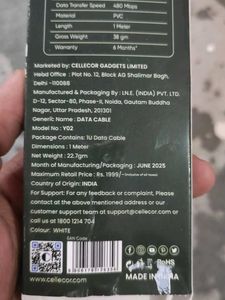 Data Transfer Speed 480 Mbps
Material PVC
Length 1 Meter
Gross Weight 38 gm
Warranty 6 Months*
Marketed by: CELLECOR GADGETS LIMITED
Head Office : Plot No. 12, Block AG Shalimar Bagh,
Delhi -110088
Manufactured & Packaging By : IN.E. (INDIA) PVT. LTD.
D-12, Sector-80, Phase-II, Noida, Gautam Buddha
Nagar, Uttar Pradesh, 201301
Generic Name: DATA CABLE
Model : Y02
Package Contains: 1U Data Cable
Dimensions : 1 Meter
Net Weight : 22.7gm
Month of Manufacturing/Packaging : JUNE 2025
Maximum Retail Price : Rs. 1999/-
(Inclusive of all taxes)
Country of Origin: INDIA
For Support: For any feedback or complaint, Please
contact at the above mentioned address or our
customer support at support@cellecor.com or
call us at 1800 1214 704
Colour: WHITE
EAN Code
www.cellecor.com
RoHS
MADE IN INDIA